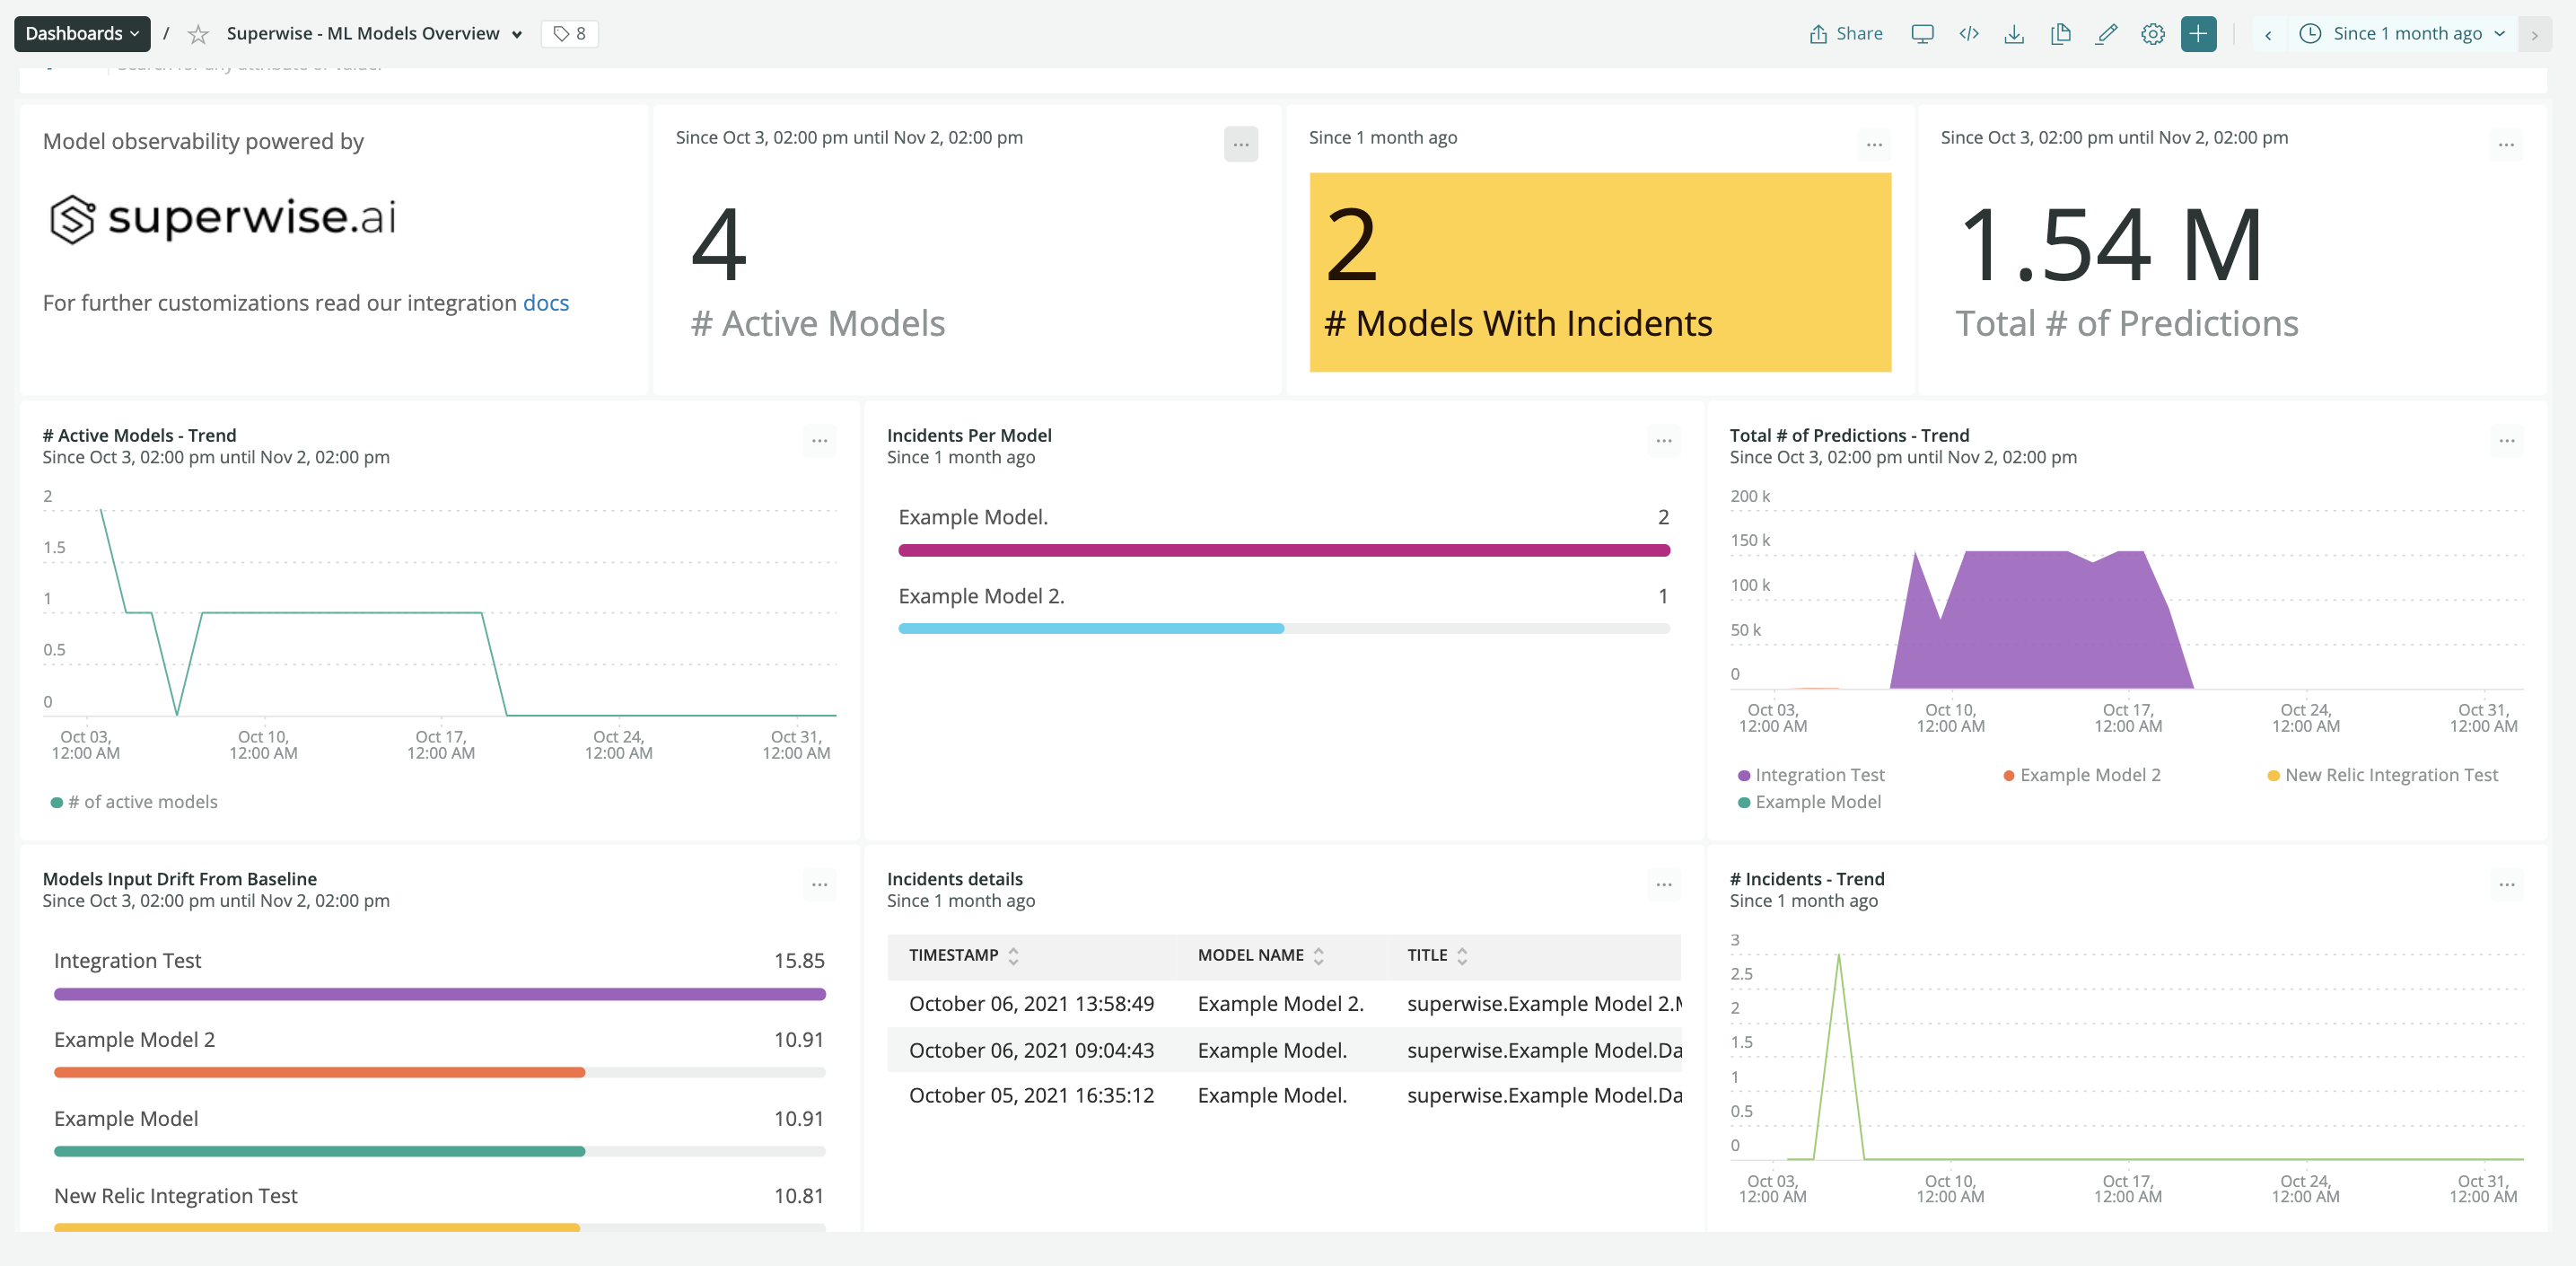 Dashboards / Superwise - ML Models Overview 8 Share Since 1 month ago
Search for any attribute or value.
Model observability powered by
superwise.ai
For further customizations read our integration docs
Since Oct 3, 02:00 pm until Nov 2, 02:00 pm
4
# Active Models
Since 1 month ago
2
# Models With Incidents
Since Oct 3, 02:00 pm until Nov 2, 02:00 pm
1.54 M
Total # of Predictions
# Active Models - Trend
Since Oct 3, 02:00 pm until Nov 2, 02:00 pm
2
1.5
1
0.5
0
Oct 03, Oct 10, Oct 17, Oct 24, Oct 31,
12:00 AM 12:00 AM 12:00 AM 12:00 AM 12:00 AM
# of active models
Incidents Per Model
Since 1 month ago
Example Model. 2
Example Model 2. 1
Total # of Predictions - Trend
Since Oct 3, 02:00 pm until Nov 2, 02:00 pm
200 k
150 k
100 k
50 k
0
Oct 03, Oct 10, Oct 17, Oct 24, Oct 31,
12:00 AM 12:00 AM 12:00 AM 12:00 AM 12:00 AM
Integration Test Example Model 2 New Relic Integration Test
Example Model
Models Input Drift From Baseline
Since Oct 3, 02:00 pm until Nov 2, 02:00 pm
Integration Test 15.85
Example Model 2 10.91
Example Model 10.91
New Relic Integration Test 10.81
Incidents details
Since 1 month ago
TIMESTAMP MODEL NAME TITLE
October 06, 2021 13:58:49 Example Model 2. superwise.Example Model 2.
October 06, 2021 09:04:43 Example Model. superwise.Example Model.Da
October 05, 2021 16:35:12 Example Model. superwise.Example Model.Da
# Incidents - Trend
Since 1 month ago
3
2.5
2
1.5
1
0.5
0
Oct 03, Oct 10, Oct 17, Oct 24, Oct 31,
12:00 AM 12:00 AM 12:00 AM 12:00 AM 12:00 AM